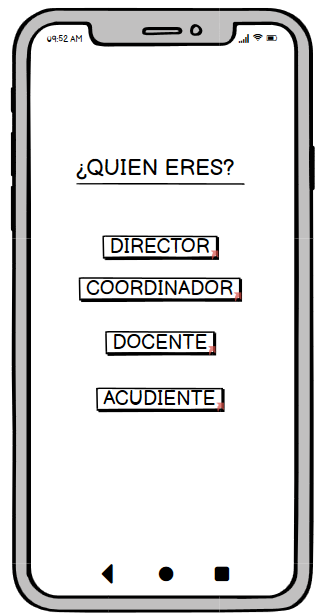 09:52 AM
¿QUIEN ERES?
DIRECTOR
COORDINADOR
DOCENTE
ACUDIENTE